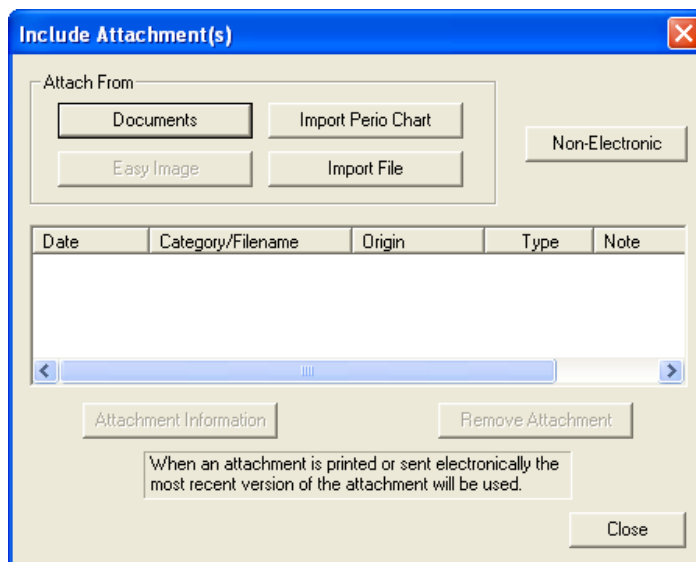 Include Attachment(s)
Attach From
Documents
Import Perio Chart
Non-Electronic
Easy Image
Import File
Date Category/Filename Origin Type Note
Attachment Information
Remove Attachment
When an attachment is printed or sent electronically the
most recent version of the attachment will be used.
Close